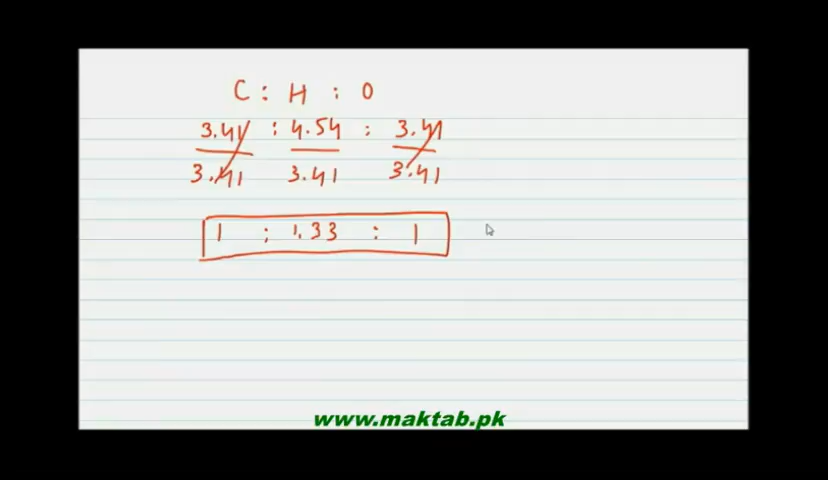 C : H : O
3.41 : 4.54 : 3.41
3.41 3.41 3.41
1 : 1.33 : 1
www.maktab.pk